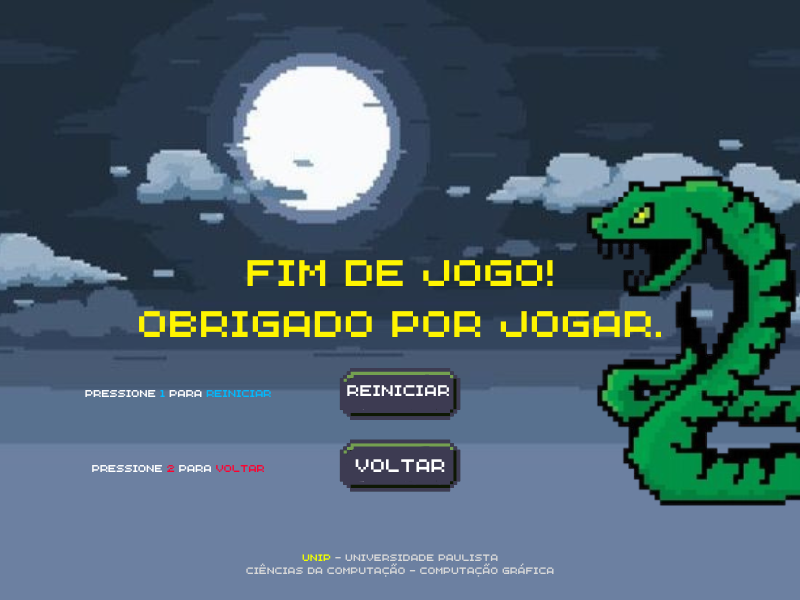 FIM DE JOGO!
OBRIGADO POR JOGAR.
PRESSIONE 1 PARA REINICIAR
REINICIAR
PRESSIONE 2 PARA VOLTAR
VOLTAR
UNIP - UNIVERSIDADE PAULISTA
CIÊNCIAS DA COMPUTAÇÃO - COMPUTAÇÃO GRÁFICA